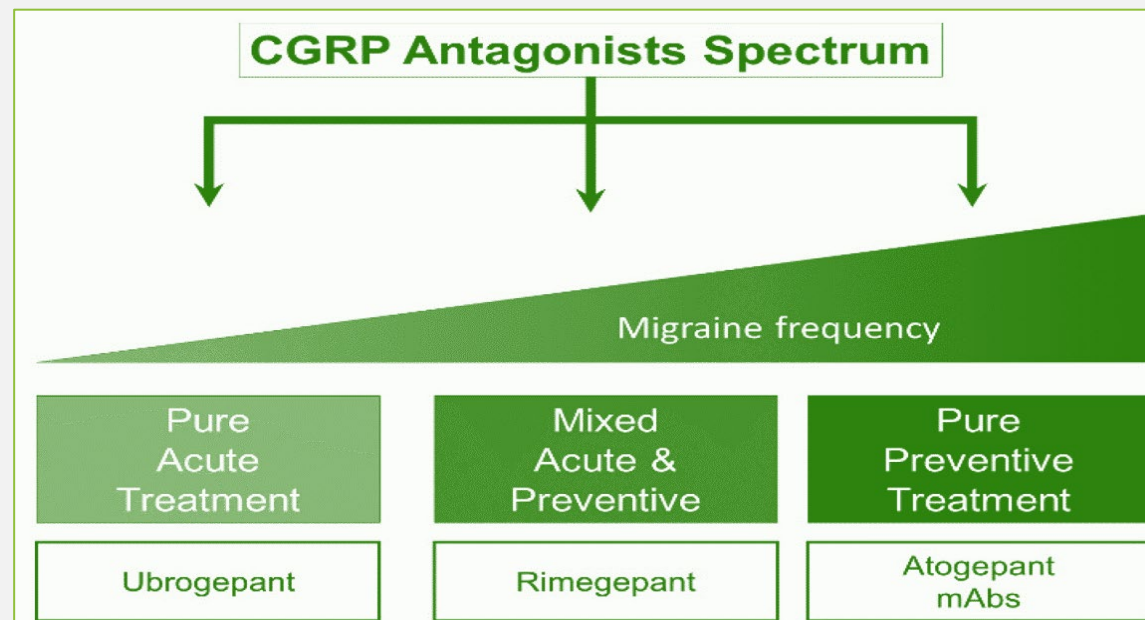 CGRP Antagonists Spectrum
Migraine frequency
Pure
Acute
Treatment
Mixed
Acute &
Preventive
Pure
Preventive
Treatment
Ubrogepant
Rimegepant
Atogepant
mAbs